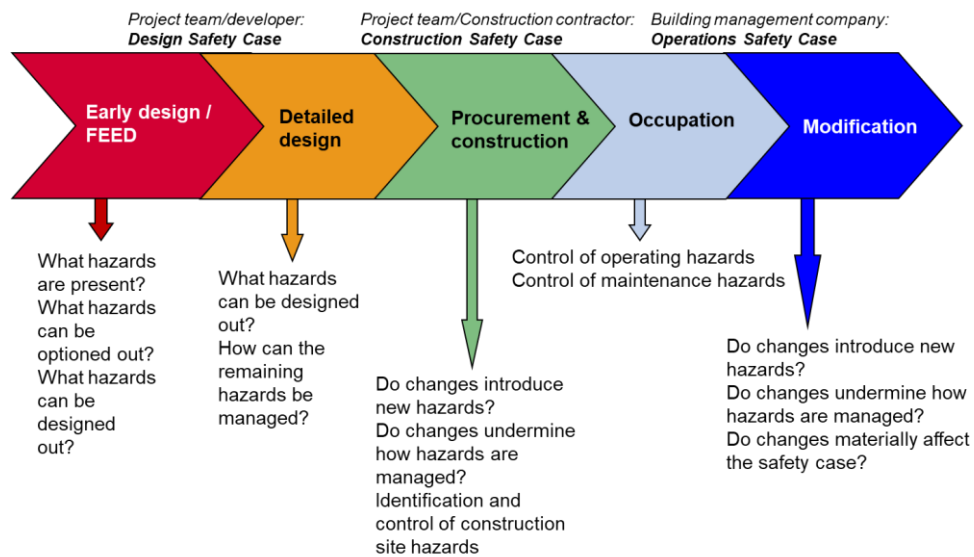 Project team/developer:
Design Safety Case
Project team/Construction contractor:
Construction Safety Case
Building management company:
Operations Safety Case
Early design /
FEED
Detailed
design
Procurement &
construction
Occupation
Modification
What hazards
are present?
What hazards
can be
optioned out?
What hazards
can be
designed
out?
What hazards
can be designed
out?
How can the
remaining
hazards be
managed?
Do changes introduce
new hazards?
Do changes undermine
how hazards are
managed?
Identification and
control of construction
site hazards
Control of operating hazards
Control of maintenance hazards
Do changes introduce new
hazards?
Do changes undermine how
hazards are managed?
Do changes materially affect
the safety case?